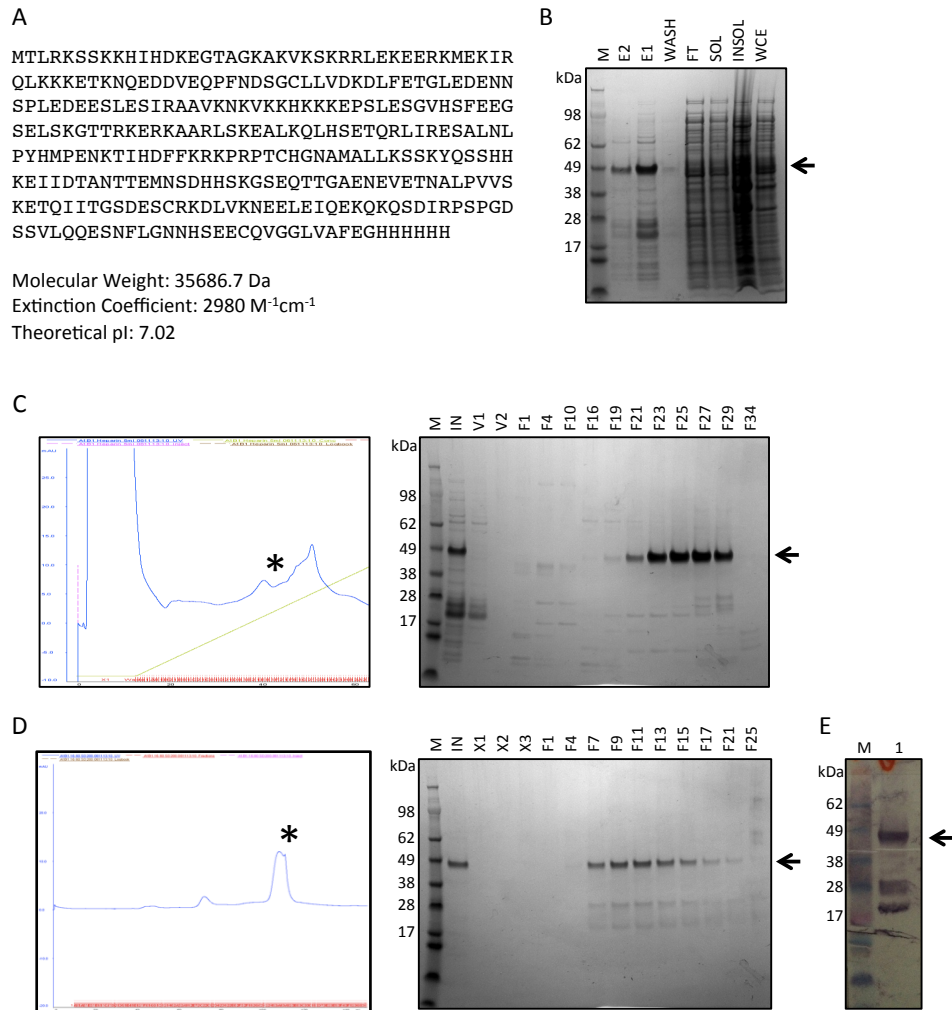 A
MTLRKSSKKHIHDKEGTAGKAKVKSKRRLEKEERKMEKIR
QLKKKETKNQEDDVEQPFNDSGCLLVDKDLFETGLEDENN
SPLEDEESLESIRAAVKNKVKKHKKKEPSLESGVHSFEEG
SELSKGTTRKERKAARLSKEALKQLHSETQRLIRESALNL
PYHMPENKTIHDFFKRKPRPTCHGNAMALLKSSKYQSSHH
KEIIDTANTTEMNSDHHSKGSEQTTGAENEVETNALPVVS
KETQIITGSDESCRKDLVKNEELEIQEKQKQSDIRPSPGD
SSVLQQESNFLGNNHSEECQVGGLVAFEGHHHHHH
Molecular Weight: 35686.7 Da
Extinction Coefficient: 2980 M⁻¹cm⁻¹
Theoretical pI: 7.02
B
M E2 E1 WASH FT SOL INSOL WCE
kDa
98
62
49
38
28
17
C
*
M IN V1 V2 F1 F4 F10 F16 F19 F21 F23 F25 F27 F29 F34
kDa
98
62
49
38
28
17
D
*
M IN X1 X2 X3 F1 F4 F7 F9 F11 F13 F15 F17 F21 F25
kDa
98
62
49
38
28
17
E
M 1
kDa
62
49
38
28
17